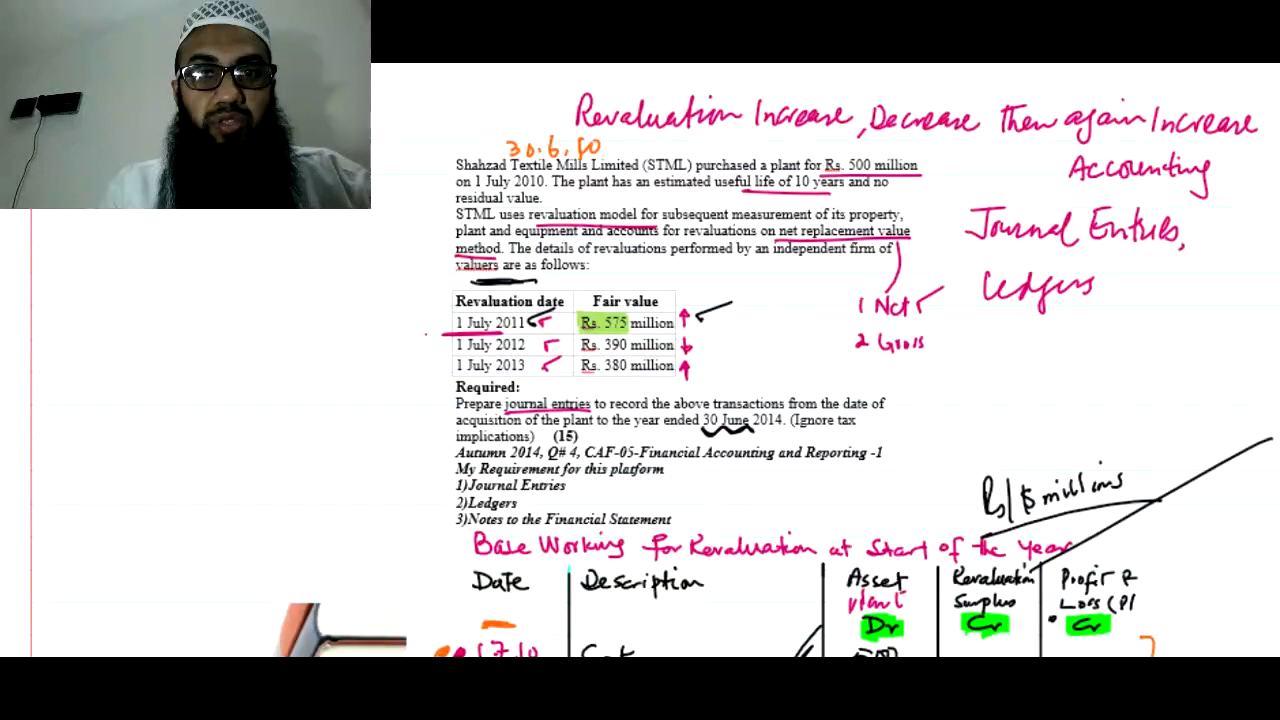 Revaluation Increase, Decrease Then again Increase
Accounting
Journal Entries,
Ledgers
Shahzad Textile Mills Limited (STML) purchased a plant for Rs. 500 million
on 1 July 2010. The plant has an estimated useful life of 10 years and no
residual value.
STML uses revaluation model for subsequent measurement of its property,
plant and equipment and accounts for revaluations on net replacement value
method. The details of revaluations performed by an independent firm of
valuers are as follows:
Revaluation date Fair value
1 July 2011 Rs. 575 million
1 July 2012 Rs. 390 million
1 July 2013 Rs. 380 million
1 Net
2 Gross
Required:
Prepare journal entries to record the above transactions from the date of
acquisition of the plant to the year ended 30 June 2014. (Ignore tax
implications) (15)
Autumn 2014, Q# 4, CAF-05-Financial Accounting and Reporting -1
My Requirement for this platform
1)Journal Entries
2)Ledgers
3)Notes to the Financial Statement
Rs/$ millions
Base Working for Revaluation at Start of the Year
Date Description Asset Revaluation Profit &
Plant Surplus Loss (P/
Dr Cr Cr
Cost 500